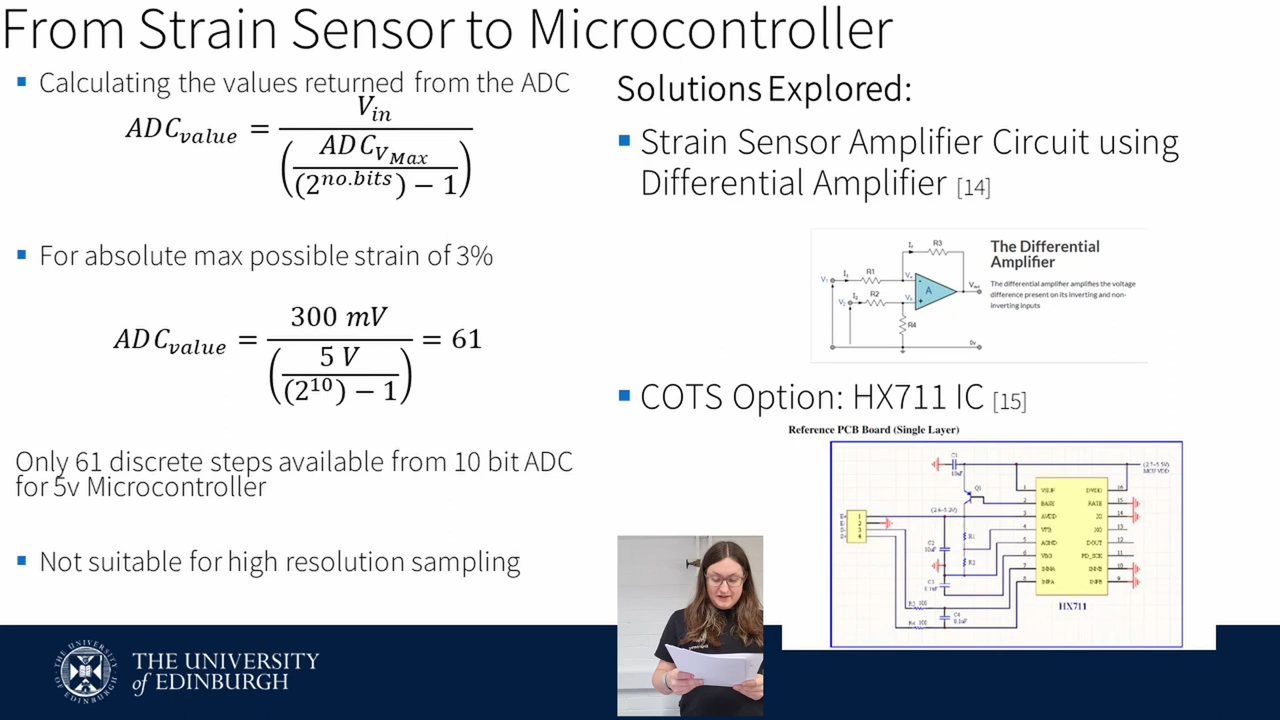 From Strain Sensor to Microcontroller
▪ Calculating the values returned from the ADC
ADC_value = V_in / (ADC_V_Max / ((2^no.bits) − 1))
▪ For absolute max possible strain of 3%
ADC_value = 300 mV / (5 V / ((2^10) − 1)) = 61
Only 61 discrete steps available from 10 bit ADC
for 5v Microcontroller
▪ Not suitable for high resolution sampling
Solutions Explored:
▪ Strain Sensor Amplifier Circuit using
Differential Amplifier [14]
The Differential
Amplifier
The differential amplifier amplifies the voltage
difference present on its inverting and non-
inverting inputs
R1
R2
R3
R4
A
▪ COTS Option: HX711 IC [15]
Reference PCB Board (Single Layer)
HX711
THE UNIVERSITY
of EDINBURGH